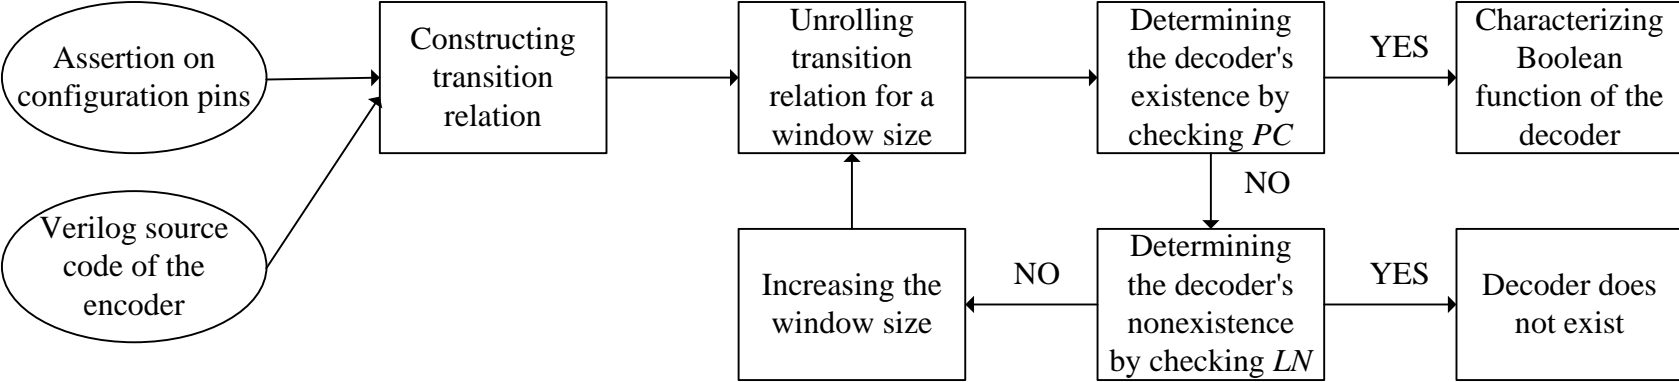 Assertion on
configuration pins
Verilog source
code of the
encoder
Constructing
transition
relation
Unrolling
transition
relation for a
window size
Determining
the decoder's
existence by
checking PC
YES
Characterizing
Boolean
function of the
decoder
NO
Determining
the decoder's
nonexistence
by checking LN
YES
Decoder does
not exist
NO
Increasing the
window size